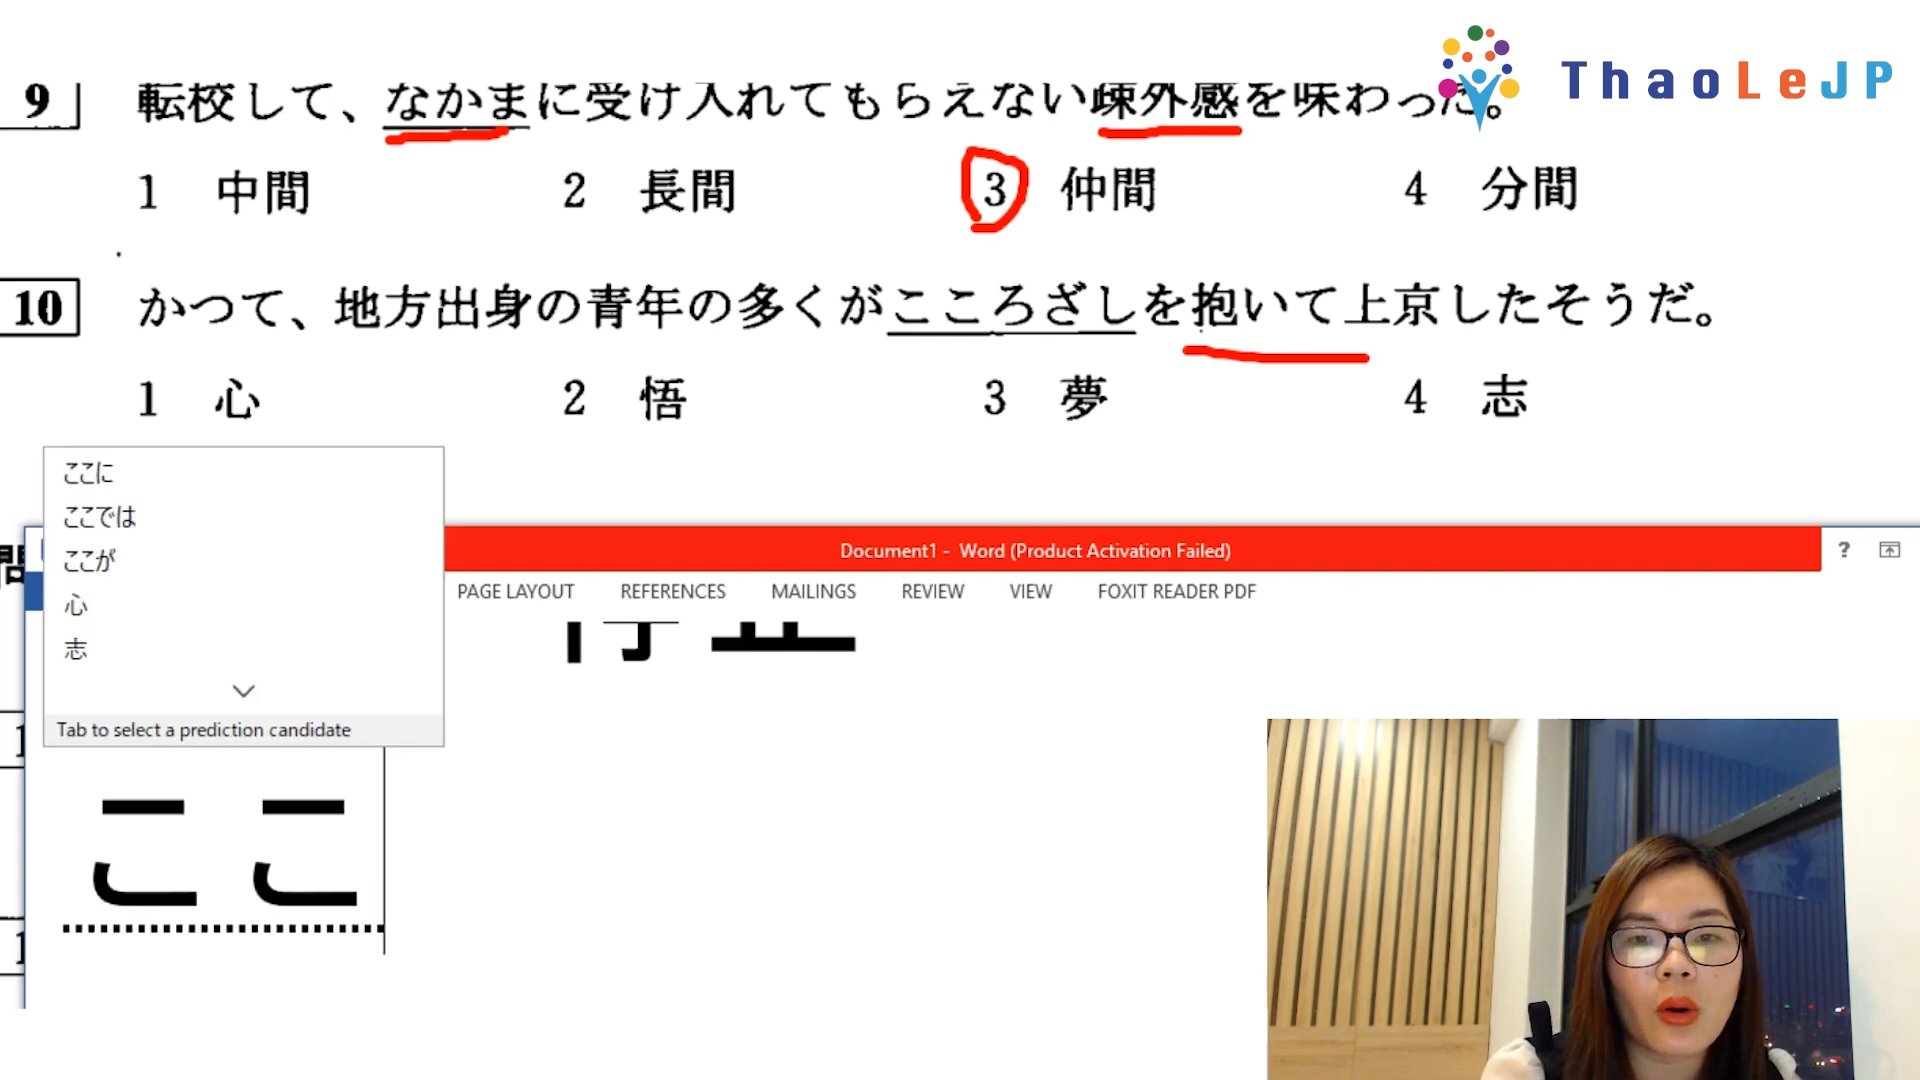 ThaoLeJP
9 転校して、なかまに受け入れてもらえない疎外感を味わった。
1 中間 2 長間 3 仲間 4 分間
10 かつて、地方出身の青年の多くがこころざしを抱いて上京したそうだ。
1 心 2 悟 3 夢 4 志
ここに
ここでは
ここが
心
志
Tab to select a prediction candidate
Document1 - Word (Product Activation Failed)
?
PAGE LAYOUT REFERENCES MAILINGS REVIEW VIEW FOXIT READER PDF
ここ